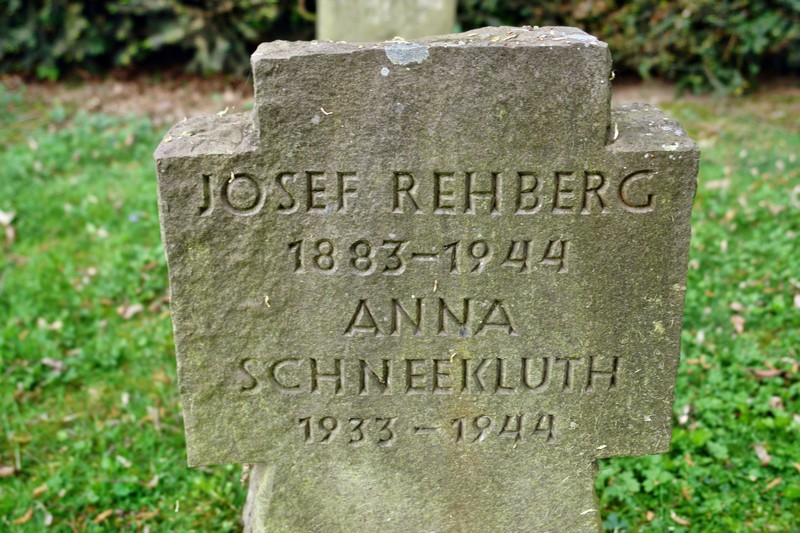 JOSEF REHBERG
1883-1944
ANNA
SCHNEEKLUTH
1933-1944